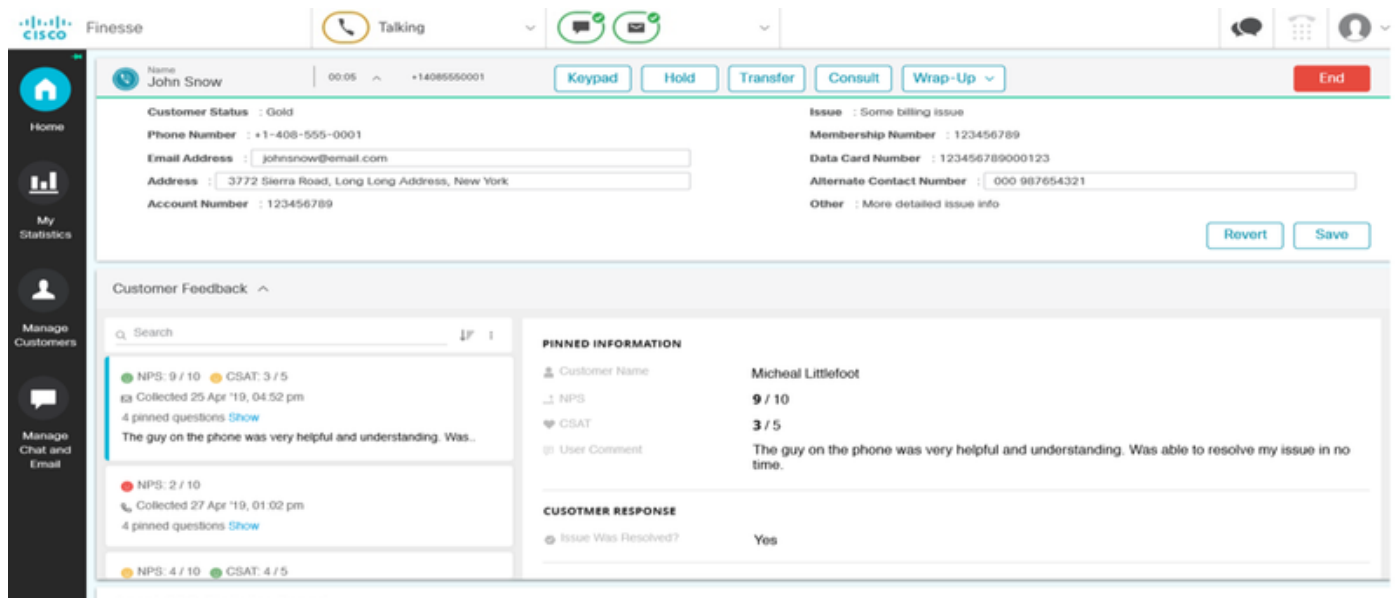 cisco Finesse Talking
Name
John Snow 00:05 +14085550001 Keypad Hold Transfer Consult Wrap-Up End
Home
Customer Status : Gold
Phone Number : +1-408-555-0001
Email Address : johnsnow@email.com
Address : 3772 Sierra Road, Long Long Address, New York
Account Number : 123456789
Issue : Some billing issue
Membership Number : 123456789
Data Card Number : 123456789000123
Alternate Contact Number : 000 987654321
Other : More detailed issue info
Revert Save
My
Statistics
Manage
Customers
Manage
Chat and
Email
Customer Feedback
Search
NPS: 9 / 10 CSAT: 3 / 5
Collected 25 Apr '19, 04:52 pm
4 pinned questions Show
The guy on the phone was very helpful and understanding. Was..
NPS: 2 / 10
Collected 27 Apr '19, 01:02 pm
4 pinned questions Show
NPS: 4 / 10 CSAT: 4 / 5
PINNED INFORMATION
Customer Name Micheal Littlefoot
NPS 9 / 10
CSAT 3 / 5
User Comment The guy on the phone was very helpful and understanding. Was able to resolve my issue in no
time.
CUSOTMER RESPONSE
Issue Was Resolved? Yes